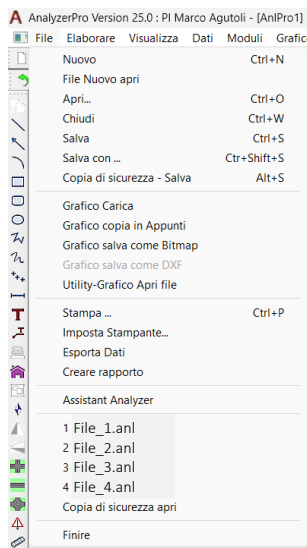 AnalyzerPro Version 25.0 : PI Marco Agutoli - [AnlPro1]
File Elaborare Visualizza Dati Moduli Grafic
Nuovo Ctrl+N
File Nuovo apri
Apri... Ctrl+O
Chiudi Ctrl+W
Salva Ctrl+S
Salva con ... Ctr+Shift+S
Copia di sicurezza - Salva Alt+S
Grafico Carica
Grafico copia in Appunti
Grafico salva come Bitmap
Grafico salva come DXF
Utility-Grafico Apri file
Stampa ... Ctrl+P
Imposta Stampante...
Esporta Dati
Creare rapporto
Assistant Analyzer
1 File_1.anl
2 File_2.anl
3 File_3.anl
4 File_4.anl
Copia di sicurezza apri
Finire